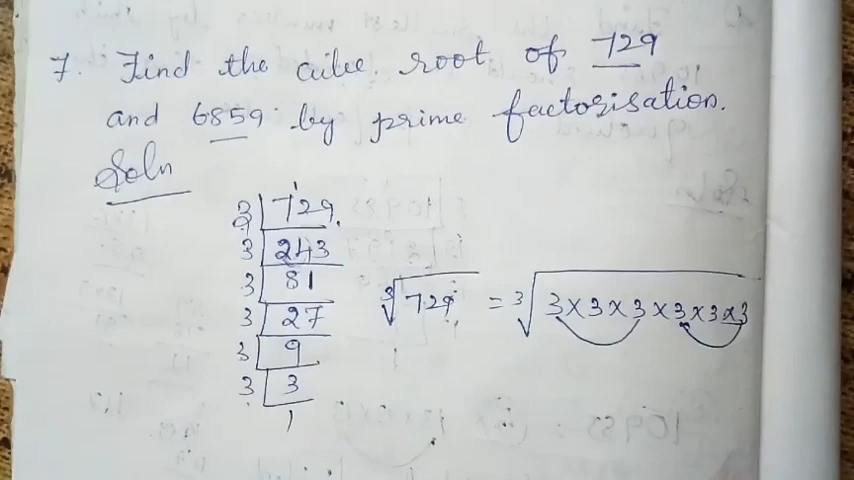 7. Find the cube root of 729
and 6859 by prime factorisation.
Soln
3 | 729
3 | 243
3 | 81
3 | 27
3 | 9
3 | 3
1
∛729 = ∛3×3×3×3×3×3